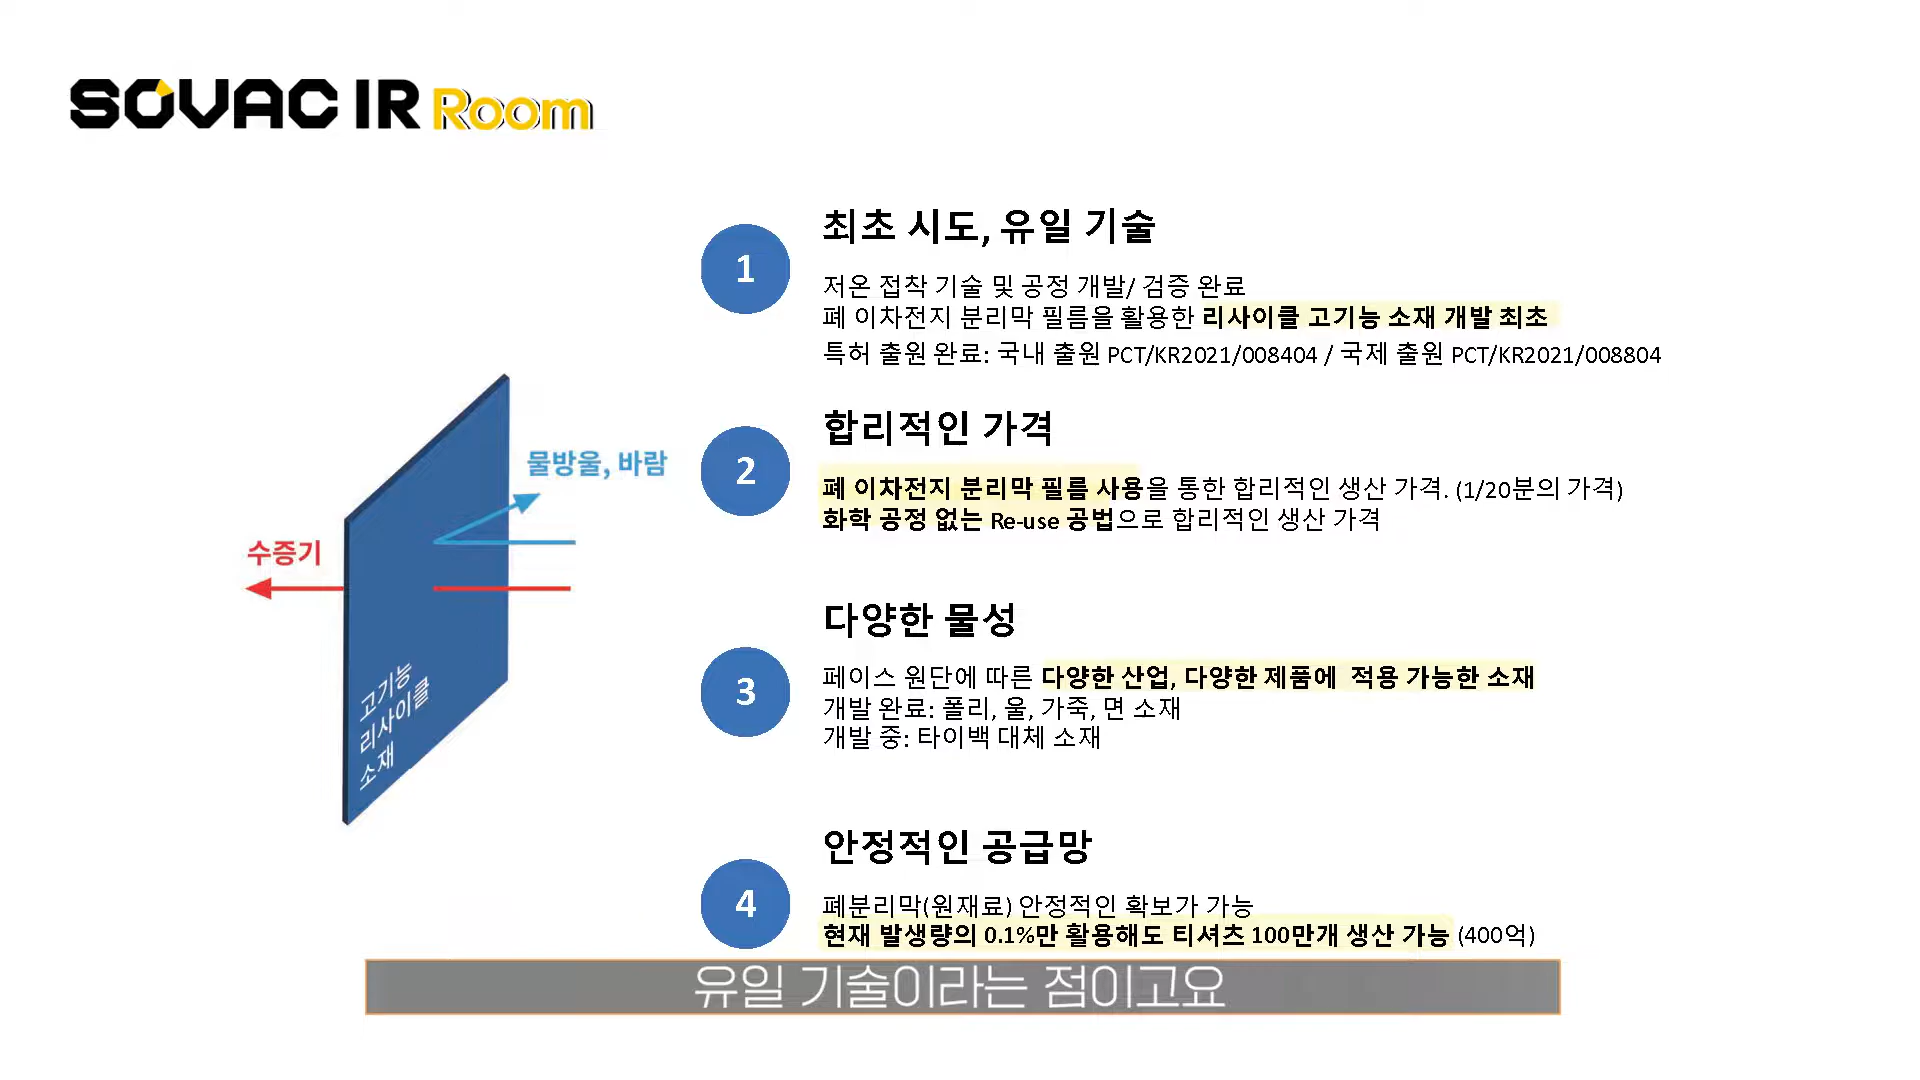 SOVAC IR Room
물방울, 바람
수증기
고기능
리사이클
소재
1
최초 시도, 유일 기술
저온 접착 기술 및 공정 개발/ 검증 완료
폐 이차전지 분리막 필름을 활용한 리사이클 고기능 소재 개발 최초
특허 출원 완료: 국내 출원 PCT/KR2021/008404 / 국제 출원 PCT/KR2021/008804
2
합리적인 가격
폐 이차전지 분리막 필름 사용을 통한 합리적인 생산 가격. (1/20분의 가격)
화학 공정 없는 Re-use 공법으로 합리적인 생산 가격
3
다양한 물성
페이스 원단에 따른 다양한 산업, 다양한 제품에 적용 가능한 소재
개발 완료: 폴리, 울, 가죽, 면 소재
개발 중: 타이백 대체 소재
4
안정적인 공급망
폐분리막(원재료) 안정적인 확보가 가능
현재 발생량의 0.1%만 활용해도 티셔츠 100만개 생산 가능 (400억)
유일 기술이라는 점이고요